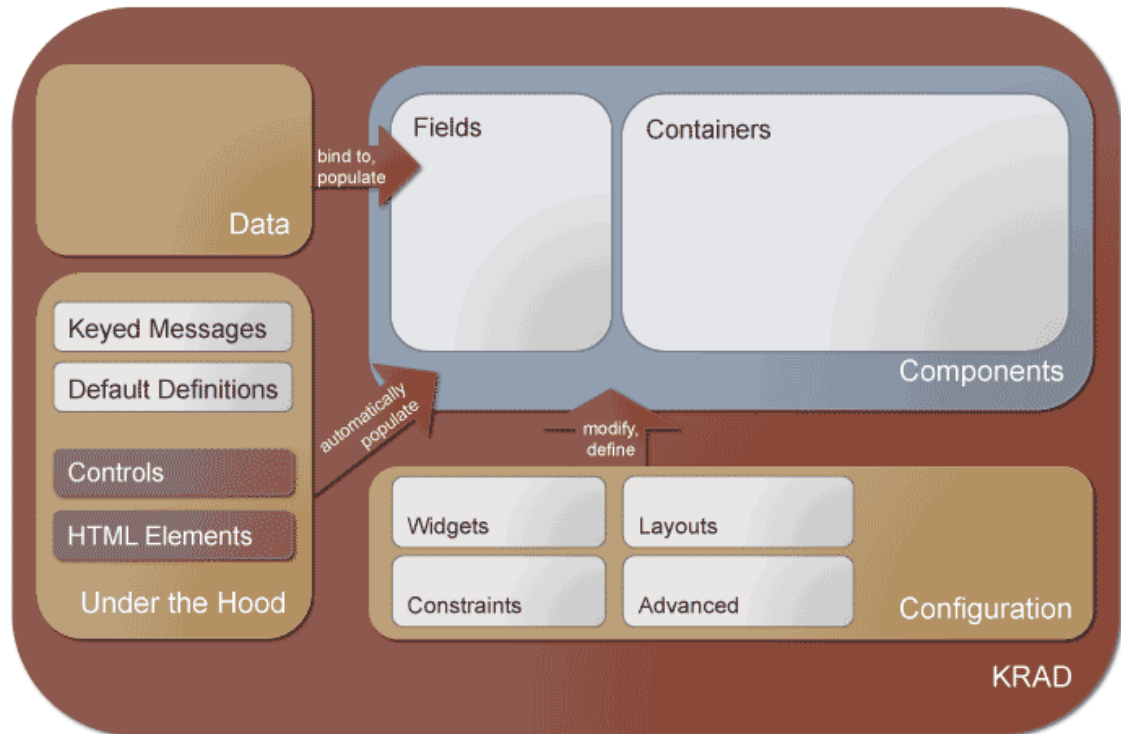 Fields
Containers
bind to,
populate
Data
Components
Keyed Messages
Default Definitions
Controls
HTML Elements
Under the Hood
automatically
populate
modify,
define
Widgets
Layouts
Constraints
Advanced
Configuration
KRAD